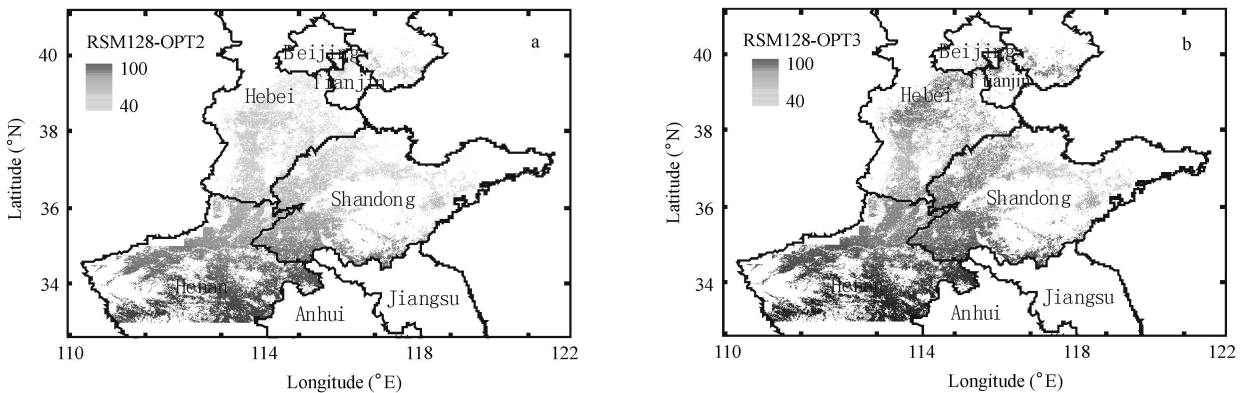 RSM128-OPT2
100
40
a
Beijing
Tianjin
Hebei
Shandong
Henan
Jiangsu
Anhui
40
38
36
34
Latitude (°N)
110
114
118
122
Longitude (°E)
RSM128-OPT3
100
40
b
Beijing
Tuanjin
Hebei
Shandong
Henan
Jiangsu
Anhui
40
38
36
34
Latitude (°N)
110
114
118
122
Longitude (°E)